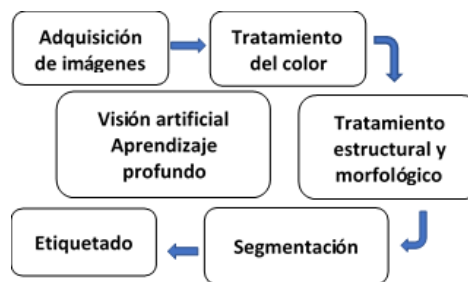 Adquisición
de imágenes
Tratamiento
del color
Visión artificial
Aprendizaje
profundo
Tratamiento
estructural y
morfológico
Segmentación
Etiquetado